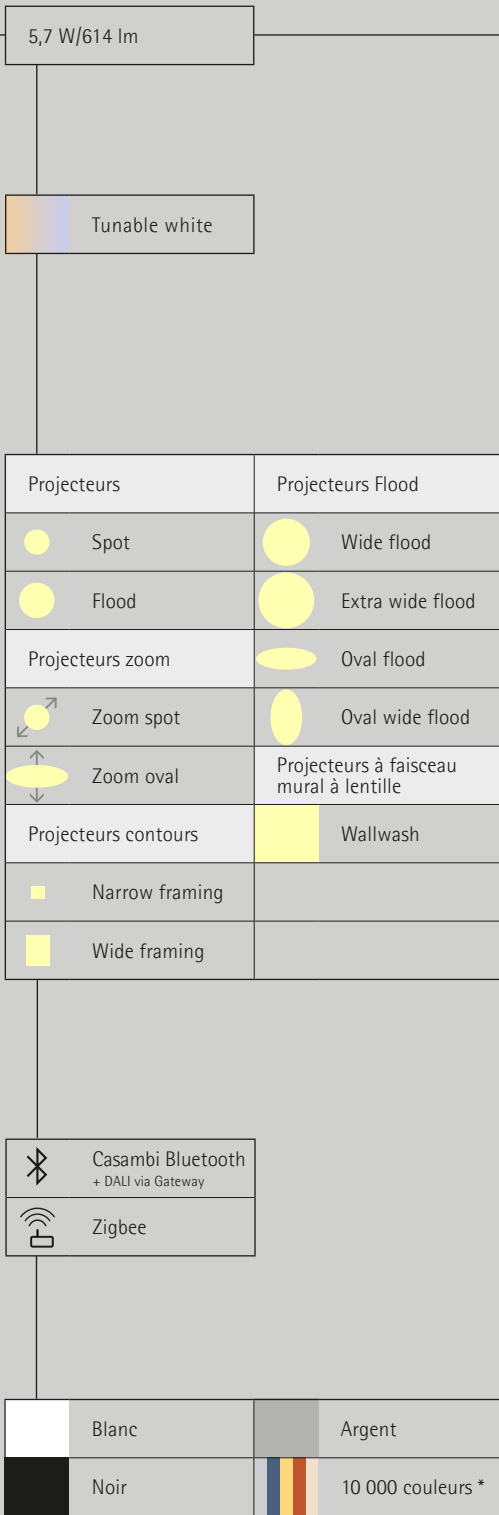 5,7 W/614 lm
Tunable white
Projecteurs
Spot
Flood
Projecteurs zoom
Zoom spot
Zoom oval
Projecteurs contours
Narrow framing
Wide framing
Projecteurs Flood
Wide flood
Extra wide flood
Oval flood
Oval wide flood
Projecteurs à faisceau
mural à lentille
Wallwash
Casambi Bluetooth
+ DALI via Gateway
Zigbee
Blanc
Argent
Noir
10 000 couleurs *